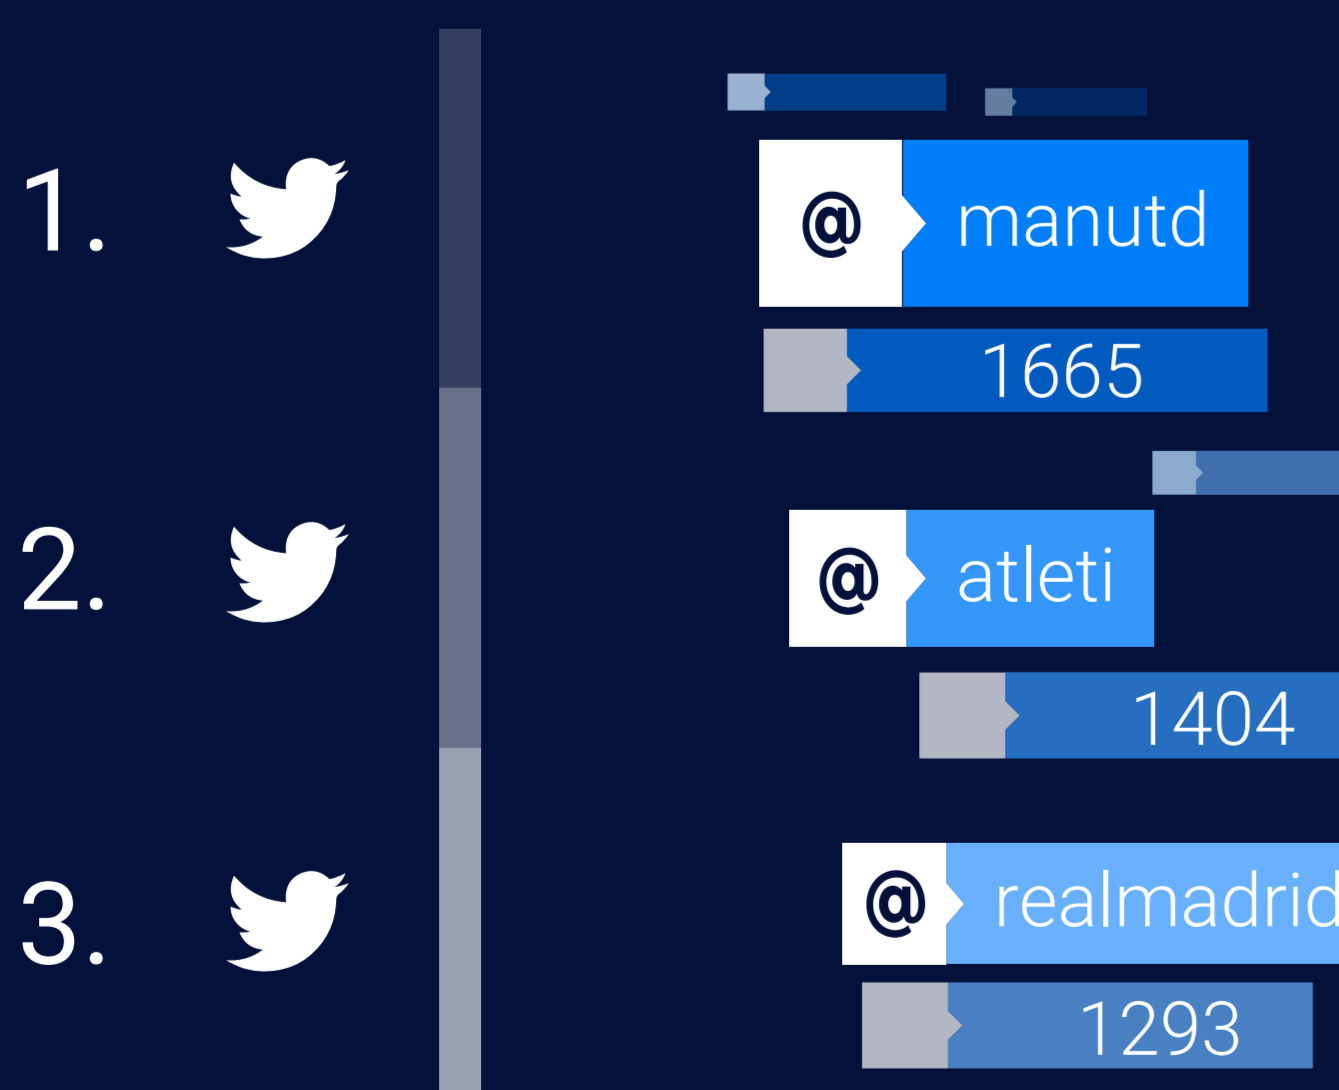 1.
@ manutd
1665
2.
@ atleti
1404
3.
@ realmadrid
1293